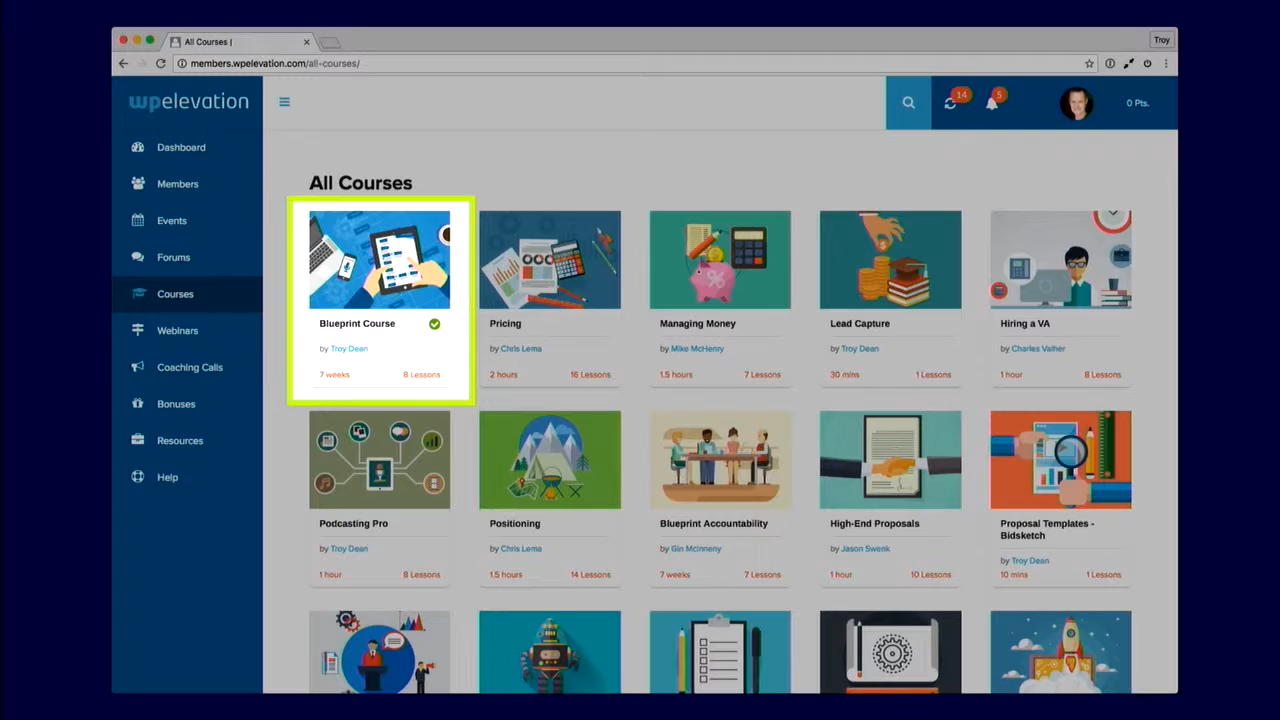 All Courses |
Troy
members.wpelevation.com/all-courses/
wpelevation
14
5
0 Pts.
Dashboard
Members
Events
Forums
Courses
Webinars
Coaching Calls
Bonuses
Resources
Help
All Courses
Blueprint Course
by Troy Dean
7 weeks 8 Lessons
Pricing
by Chris Lema
2 hours 16 Lessons
Managing Money
by Mike McHenry
1.5 hours 7 Lessons
Lead Capture
by Troy Dean
30 mins 1 Lessons
Hiring a VA
by Charles Valher
1 hour 8 Lessons
Podcasting Pro
by Troy Dean
1 hour 8 Lessons
Positioning
by Chris Lema
1.5 hours 14 Lessons
Blueprint Accountability
by Gin McInneny
7 weeks 7 Lessons
High-End Proposals
by Jason Swenk
1 hour 10 Lessons
Proposal Templates -
Bidsketch
by Troy Dean
10 mins 1 Lessons